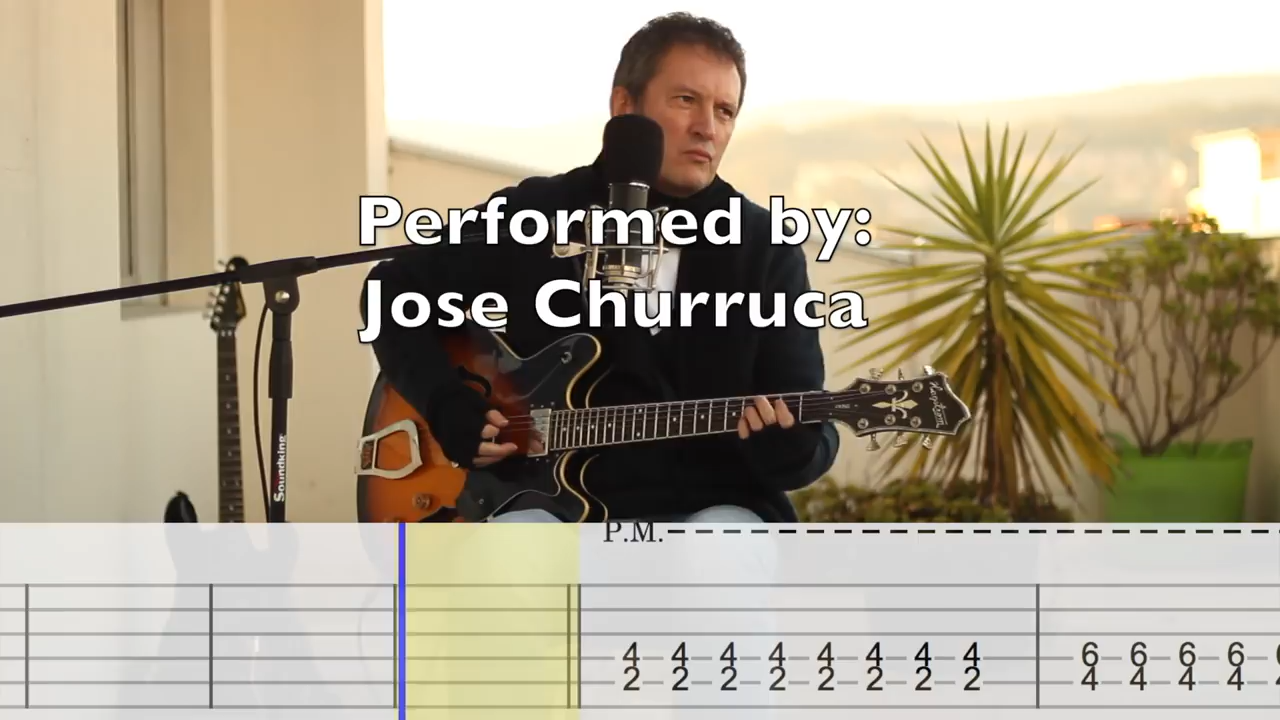 Performed by:
Jose Churruca
Soundking
P.M.
4 4 4 4 4 4 4 4 6 6 6 6
2 2 2 2 2 2 2 2 4 4 4 4